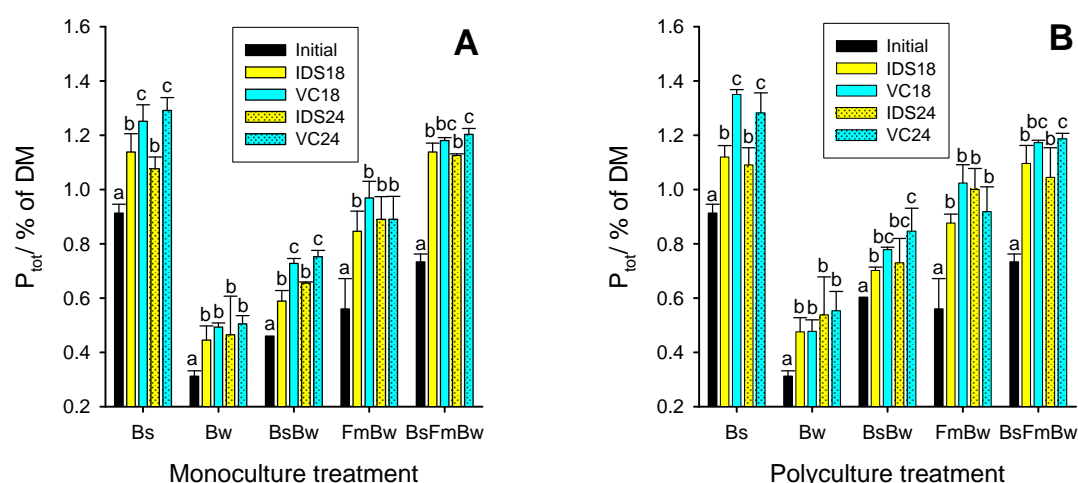 A
Initial
IDS18
VC18
IDS24
VC24
1.6
1.4
1.2
1.0
0.8
0.6
0.4
0.2
P tot/ % of DM
a b c b c
a b b b b
a b c b c
a b b b b
a b bc b c
Bs Bw BsBw FmBw BsFmBw
Monoculture treatment
B
Initial
IDS18
VC18
IDS24
VC24
1.6
1.4
1.2
1.0
0.8
0.6
0.4
0.2
P tot/ % of DM
a b c b c
a b b b b
a b bc bc c
a b b b b
a b bc b c
Bs Bw BsBw FmBw BsFmBw
Polyculture treatment